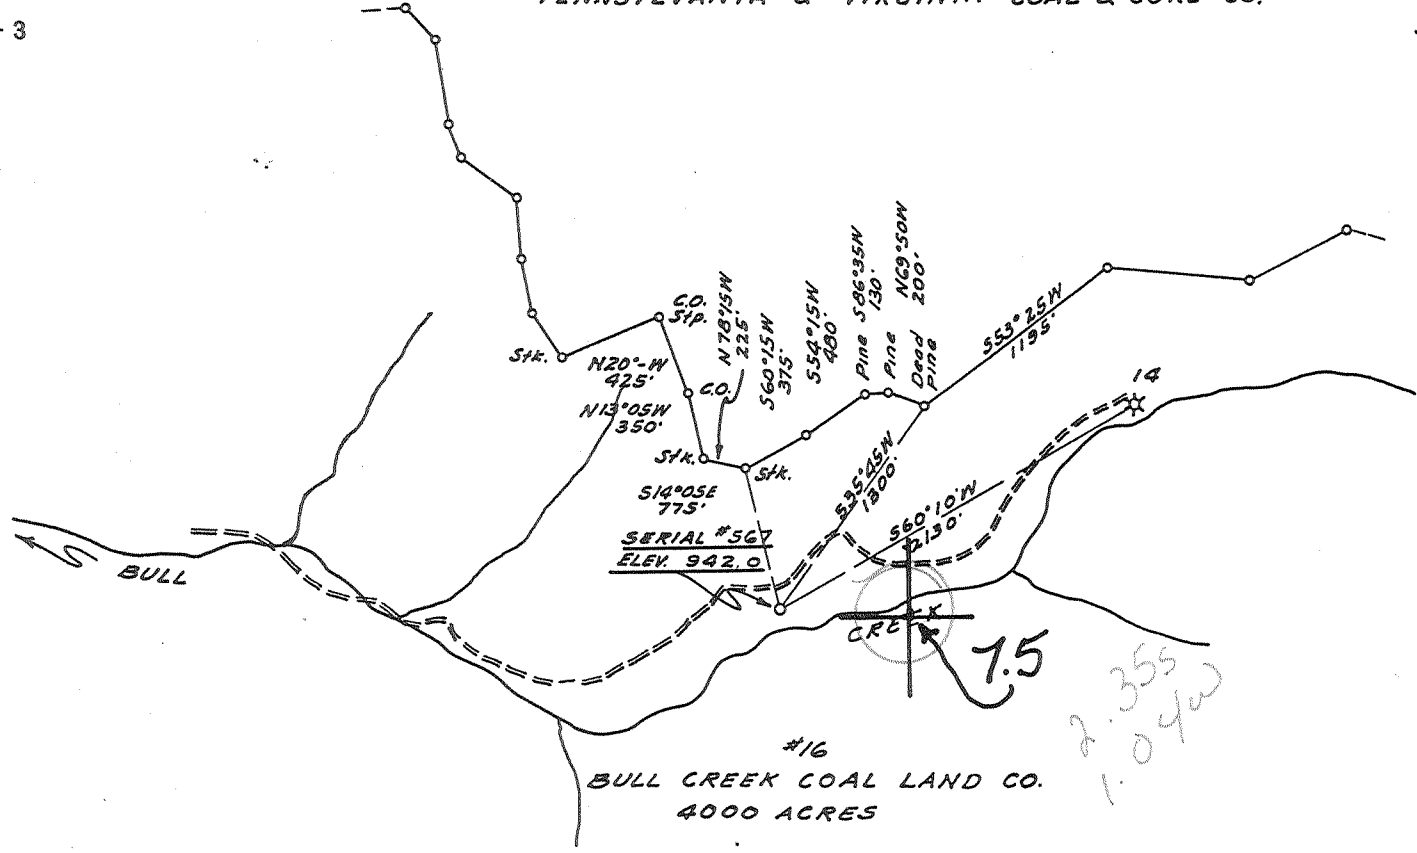 PENNSYLVANIA & VIRGINIA COAL & COKE CO.
- 3
C.O.
Stp.
Stk.
N20°-W
425'
N13°05W
350'
C.O.
N78°15W
225'
S60°15W
375'
S54°15W
480'
Pine S86°35W
130'
Pine N69°50W
200'
Dead
Pine
S53°25W
1195'
14
Stk.
Stk.
S14°05E
775'
S35°45W
1300'
S60°10'W
2130'
SERIAL #567
ELEV. 942.0
BULL
CREEK
7.5
2.35s
1.04w
#16
BULL CREEK COAL LAND CO.
4000 ACRES